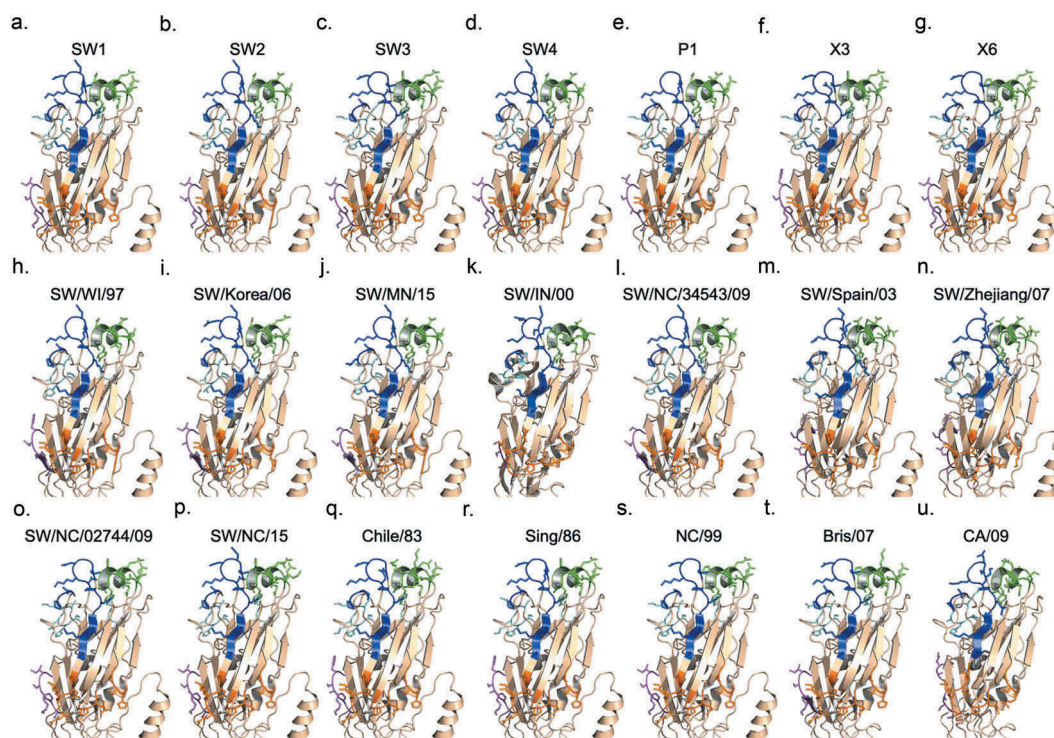 a. b. c. d. e. f. g.
SW1 SW2 SW3 SW4 P1 X3 X6
h. i. j. k. l. m. n.
SW/WI/97 SW/Korea/06 SW/MN/15 SW/IN/00 SW/NC/34543/09 SW/Spain/03 SW/Zhejiang/07
o. p. q. r. s. t. u.
SW/NC/02744/09 SW/NC/15 Chile/83 Sing/86 NC/99 Bris/07 CA/09